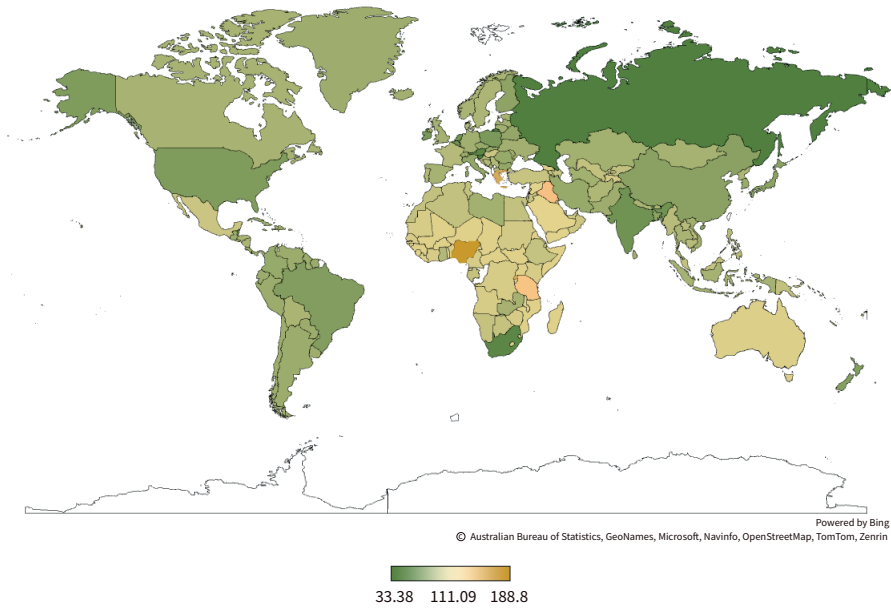 Powered by Bing
© Australian Bureau of Statistics, GeoNames, Microsoft, Navinfo, OpenStreetMap, TomTom, Zenrin
33.38 111.09 188.8